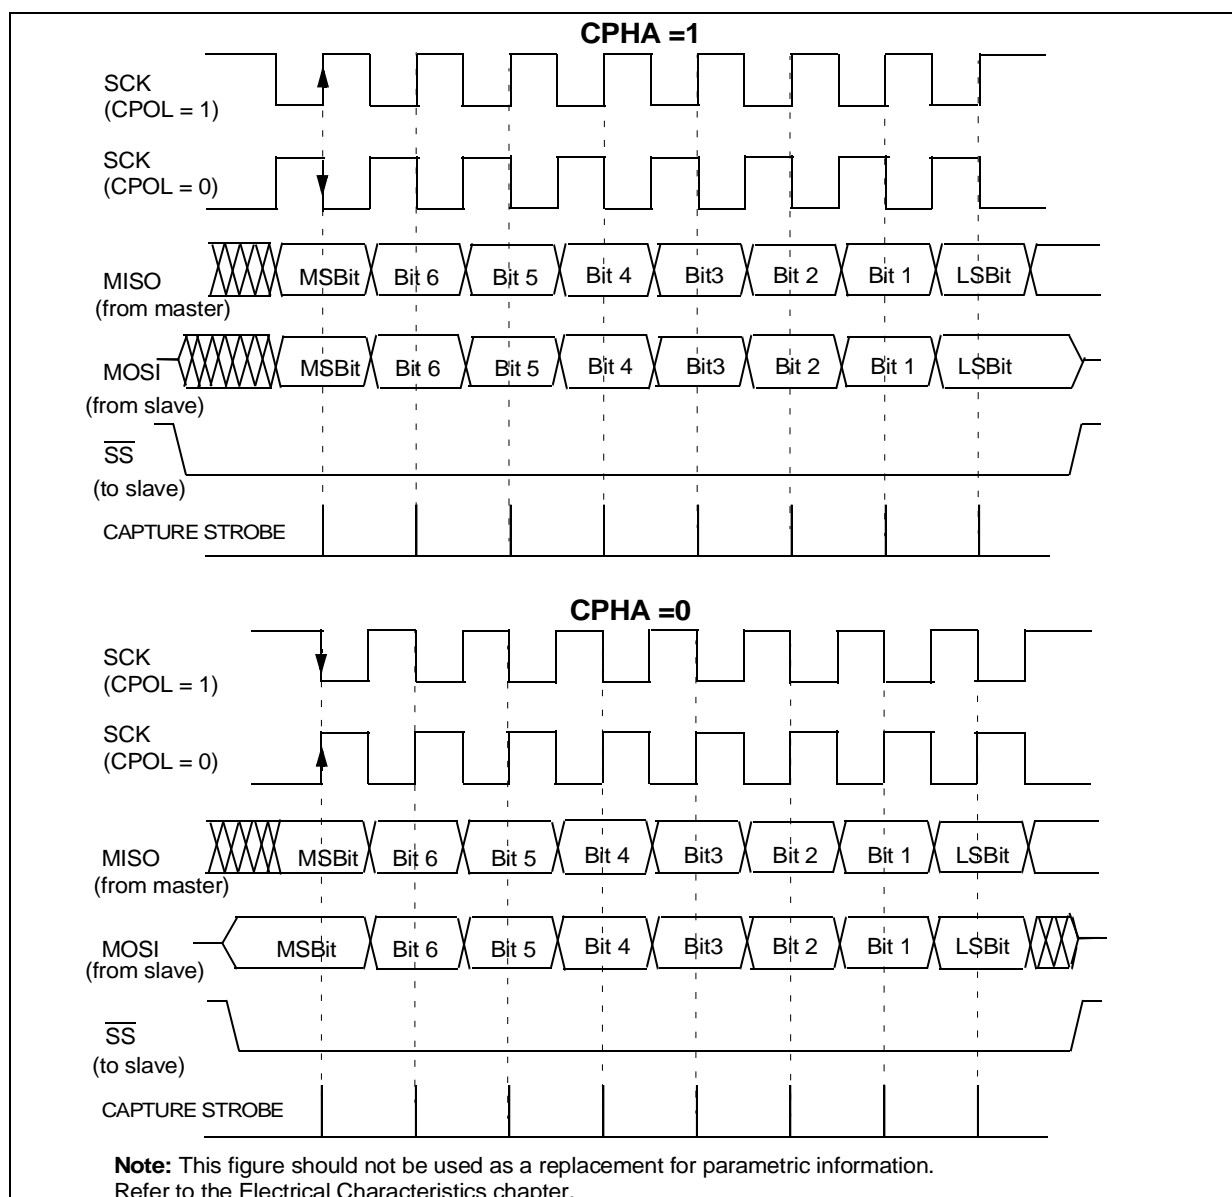 CPHA =1
SCK
(CPOL = 1)
SCK
(CPOL = 0)
MISO
(from master)
MSBit Bit 6 Bit 5 Bit 4 Bit3 Bit 2 Bit 1 LSBit
MOSI
(from slave)
MSBit Bit 6 Bit 5 Bit 4 Bit3 Bit 2 Bit 1 LSBit
SS
(to slave)
CAPTURE STROBE
CPHA =0
SCK
(CPOL = 1)
SCK
(CPOL = 0)
MISO
(from master)
MSBit Bit 6 Bit 5 Bit 4 Bit3 Bit 2 Bit 1 LSBit
MOSI
(from slave)
MSBit Bit 6 Bit 5 Bit 4 Bit3 Bit 2 Bit 1 LSBit
SS
(to slave)
CAPTURE STROBE
Note: This figure should not be used as a replacement for parametric information.
Refer to the Electrical Characteristics chapter.